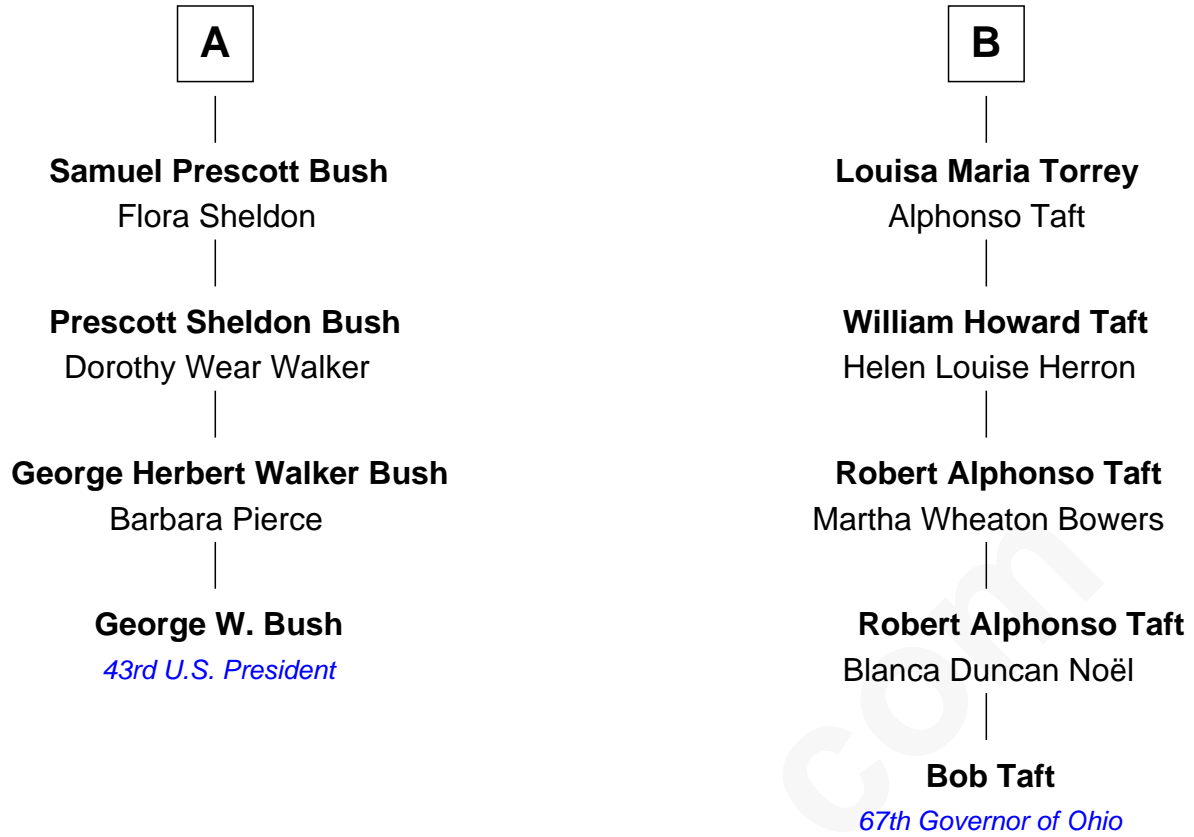 A
Samuel Prescott Bush
Flora Sheldon
Prescott Sheldon Bush
Dorothy Wear Walker
George Herbert Walker Bush
Barbara Pierce
George W. Bush
43rd U.S. President
B
Louisa Maria Torrey
Alphonso Taft
William Howard Taft
Helen Louise Herron
Robert Alphonso Taft
Martha Wheaton Bowers
Robert Alphonso Taft
Blanca Duncan Noël
Bob Taft
67th Governor of Ohio
com